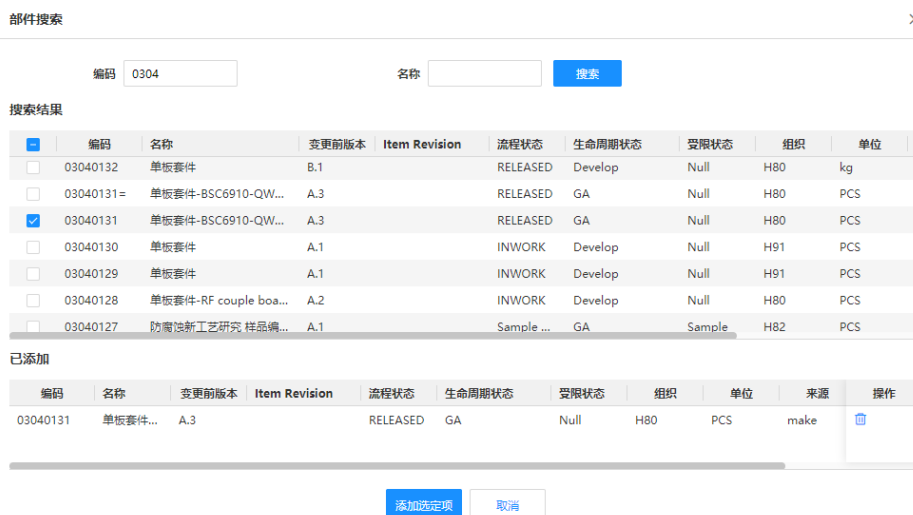 部件搜索
编码 0304 名称 搜索
搜索结果
编码 名称 变更前版本 Item Revision 流程状态 生命周期状态 受限状态 组织 单位
03040132 单板套件 B.1 RELEASED Develop Null H80 kg
03040131= 单板套件-BSC6910-QW... A.3 RELEASED GA Null H80 PCS
03040131 单板套件-BSC6910-QW... A.3 RELEASED GA Null H80 PCS
03040130 单板套件 A.1 INWORK Develop Null H91 PCS
03040129 单板套件 A.1 INWORK Develop Null H91 PCS
03040128 单板套件-RF couple boa... A.2 INWORK Develop Null H80 PCS
03040127 防腐蚀新工艺研究 样品编... A.1 Sample ... GA Sample H82 PCS
已添加
编码 名称 变更前版本 Item Revision 流程状态 生命周期状态 受限状态 组织 单位 来源 操作
03040131 单板套件... A.3 RELEASED GA Null H80 PCS make
添加选定项 取消